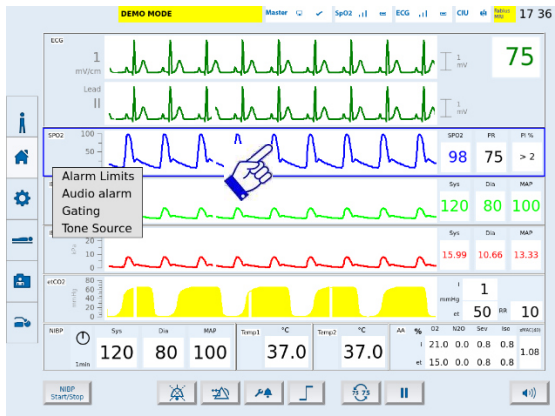 DEMO MODE
Master SpO2 ECG CIU 17 36
ECG
1
mV/cm
1
mV
75
Lead
II
1
mV
SPO2
100
50
SPO2 PR PI %
98 75 > 2
Alarm Limits
Audio alarm
Gating
Tone Source
Sys Dia MAP
120 80 100
Sys Dia MAP
20
10
0
15.99 10.66 13.33
etCO2
mmHg
80
60
40
20
0
I 1
mmHg
et 50 RR 10
NIBP Sys Dia MAP
120 80 100
Temp1 °C
37.0
Temp2 °C
37.0
AA % O2 N2O Sev Iso
I 21.0 0.0 0.8 0.8
et 15.0 0.0 0.8 0.8
1.08
NIBP
Start/Stop
75 75